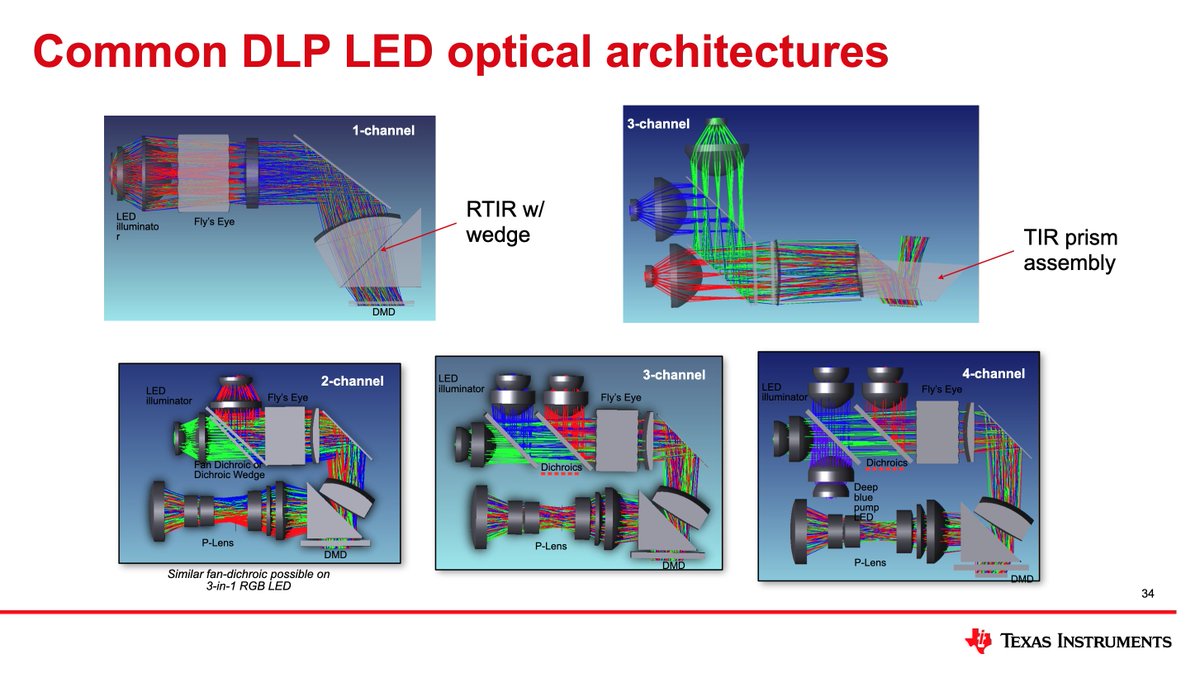 Common DLP LED optical architectures
1-channel
LED
illuminato
r
Fly's Eye
DMD
RTIR w/
wedge
3-channel
TIR prism
assembly
2-channel
LED
illuminator
Fly's Eye
Fan Dichroic or
Dichroic Wedge
P-Lens
DMD
Similar fan-dichroic possible on
3-in-1 RGB LED
3-channel
LED
illuminator
Fly's Eye
Dichroics
P-Lens
DMD
4-channel
LED
illuminator
Fly's Eye
Dichroics
Deep
blue
pump
LED
P-Lens
DMD
34
TEXAS INSTRUMENTS